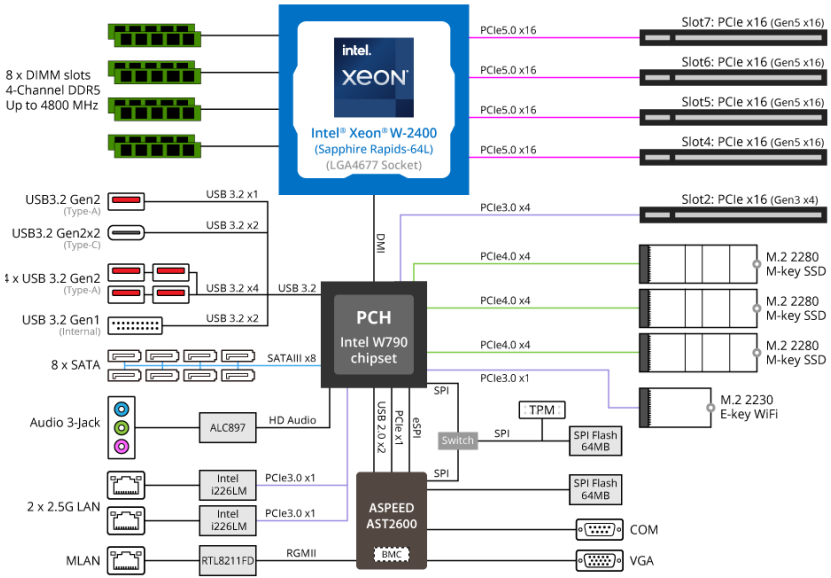 8 x DIMM slots
4-Channel DDR5
Up to 4800 MHz
intel.
XEON®
Intel® Xeon® W-2400
(Sapphire Rapids-64L)
(LGA4677 Socket)
PCIe5.0 x16
Slot7: PCIe x16 (Gen5 x16)
PCIe5.0 x16
Slot6: PCIe x16 (Gen5 x16)
PCIe5.0 x16
Slot5: PCIe x16 (Gen5 x16)
PCIe5.0 x16
Slot4: PCIe x16 (Gen5 x16)
PCIe3.0 x4
Slot2: PCIe x16 (Gen3 x4)
DMI
USB3.2 Gen2
(Type-A)
USB 3.2 x1
USB3.2 Gen2x2
(Type-C)
USB 3.2 x2
4 x USB 3.2 Gen2
(Type-A)
USB 3.2 x4
USB 3.2
USB 3.2 Gen1
(Internal)
USB 3.2 x2
8 x SATA
SATAIII x8
PCH
Intel W790
chipset
PCIe4.0 x4
M.2 2280
M-key SSD
PCIe4.0 x4
M.2 2280
M-key SSD
PCIe4.0 x4
M.2 2280
M-key SSD
PCIe3.0 x1
M.2 2230
E-key WiFi
Audio 3-Jack
ALC897
HD Audio
USB 2.0 x2
PCIe x1
eSPI
SPI
Switch
SPI
TPM
SPI Flash
64MB
SPI
SPI Flash
64MB
2 x 2.5G LAN
Intel
i226LM
PCIe3.0 x1
Intel
i226LM
PCIe3.0 x1
ASPEED
AST2600
BMC
COM
MLAN
RTL8211FD
RGMII
VGA